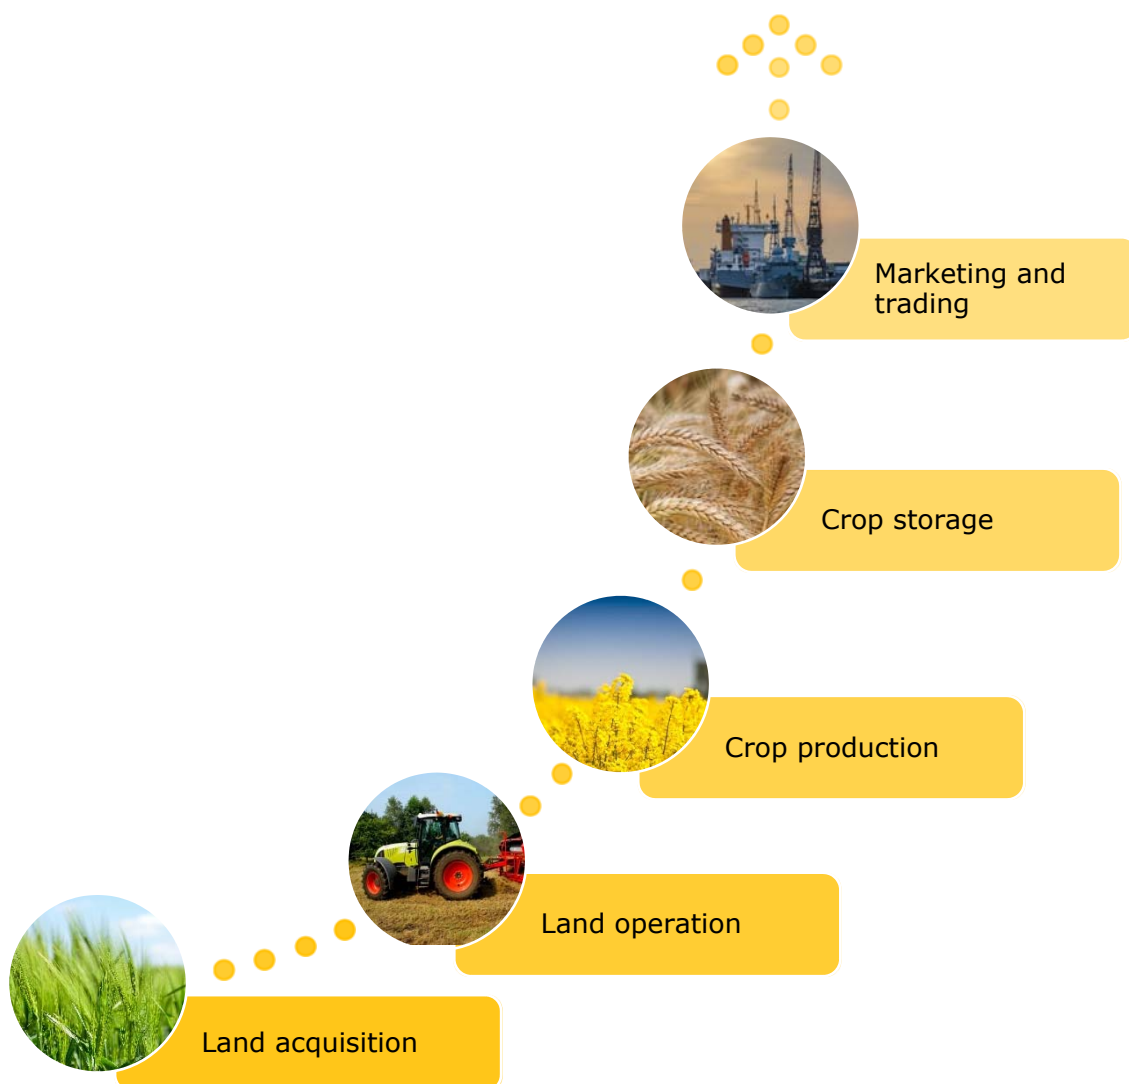 Marketing and
trading
Crop storage
Crop production
Land operation
Land acquisition